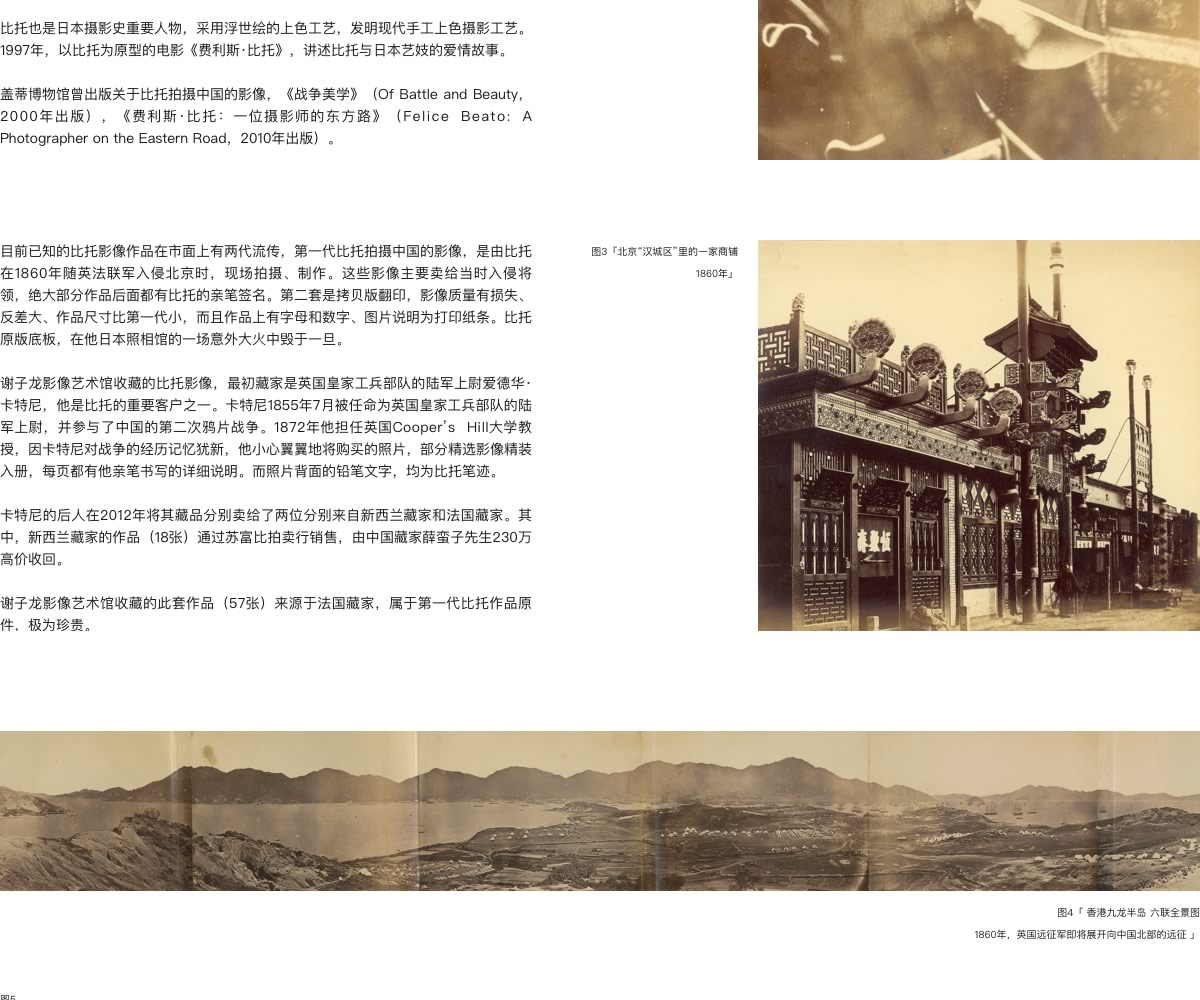 比托也是日本摄影史重要人物，采用浮世绘的上色工艺，发明现代手工上色摄影工艺。
1997年，以比托为原型的电影《费利斯·比托》，讲述比托与日本艺妓的爱情故事。
盖蒂博物馆曾出版关于比托拍摄中国的影像，《战争美学》（Of Battle and Beauty，
2000年出版），《费利斯·比托：一位摄影师的东方路》（Felice Beato: A
Photographer on the Eastern Road，2010年出版）。
目前已知的比托影像作品在市面上有两代流传，第一代比托拍摄中国的影像，是由比托
在1860年随英法联军入侵北京时，现场拍摄、制作。这些影像主要卖给当时入侵将
领，绝大部分作品后面都有比托的亲笔签名。第二套是拷贝版翻印，影像质量有损失、
反差大、作品尺寸比第一代小，而且作品上有字母和数字、图片说明为打印纸条。比托
原版底板，在他日本照相馆的一场意外大火中毁于一旦。
谢子龙影像艺术馆收藏的比托影像，最初藏家是英国皇家工兵部队的陆军上尉爱德华·
卡特尼，他是比托的重要客户之一。卡特尼1855年7月被任命为英国皇家工兵部队的陆
军上尉，并参与了中国的第二次鸦片战争。1872年他担任英国Cooper's Hill大学教
授，因卡特尼对战争的经历记忆犹新，他小心翼翼地将购买的照片，部分精选影像精装
入册，每页都有他亲笔书写的详细说明。而照片背面的铅笔文字，均为比托笔迹。
卡特尼的后人在2012年将其藏品分别卖给了两位分别来自新西兰藏家和法国藏家。其
中，新西兰藏家的作品（18张）通过苏富比拍卖行销售，由中国藏家薛蛮子先生230万
高价收回。
谢子龙影像艺术馆收藏的此套作品（57张）来源于法国藏家，属于第一代比托作品原
件．极为珍贵。
图3「北京“汉城区”里的一家商铺
1860年」
图4「 香港九龙半岛 六联全景图
1860年，英国远征军即将展开向中国北部的远征 」
图5